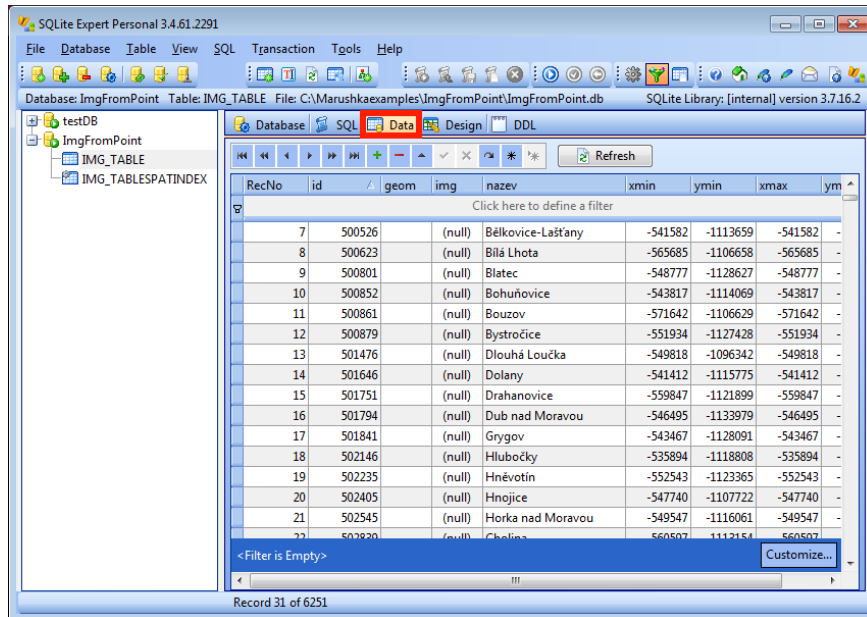 SQLite Expert Personal 3.4.61.2291
File Database Table View SQL Transaction Tools Help
Database: ImgFromPoint Table: IMG_TABLE File: C:\Marushkaexamples\ImgFromPoint\ImgFromPoint.db SQLite Library: [internal] version 3.7.16.2
testDB
ImgFromPoint
IMG_TABLE
IMG_TABLESPATINDEX
Database SQL Data Design DDL
Refresh
RecNo id geom img nazev xmin ymin xmax ym
Click here to define a filter
7 500526 (null) Bělkovice-Lašťany -541582 -1113659 -541582 -
8 500623 (null) Bílá Lhota -565685 -1106658 -565685 -
9 500801 (null) Blatec -548777 -1128627 -548777 -
10 500852 (null) Bohuňovice -543817 -1114069 -543817 -
11 500861 (null) Bouzov -571642 -1106629 -571642 -
12 500879 (null) Bystročice -551934 -1127428 -551934 -
13 501476 (null) Dlouhá Loučka -549818 -1096342 -549818 -
14 501646 (null) Dolany -541412 -1115775 -541412 -
15 501751 (null) Drahanovice -559847 -1121899 -559847 -
16 501794 (null) Dub nad Moravou -546495 -1133979 -546495 -
17 501841 (null) Grygov -543467 -1128091 -543467 -
18 502146 (null) Hlubočky -535894 -1118808 -535894 -
19 502235 (null) Hněvotín -552543 -1123365 -552543 -
20 502405 (null) Hnojice -547740 -1107722 -547740 -
21 502545 (null) Horka nad Moravou -549547 -1116061 -549547 -
22 502839 (null) Cholina -560597 -1113154 -560597
<Filter is Empty> Customize...
Record 31 of 6251